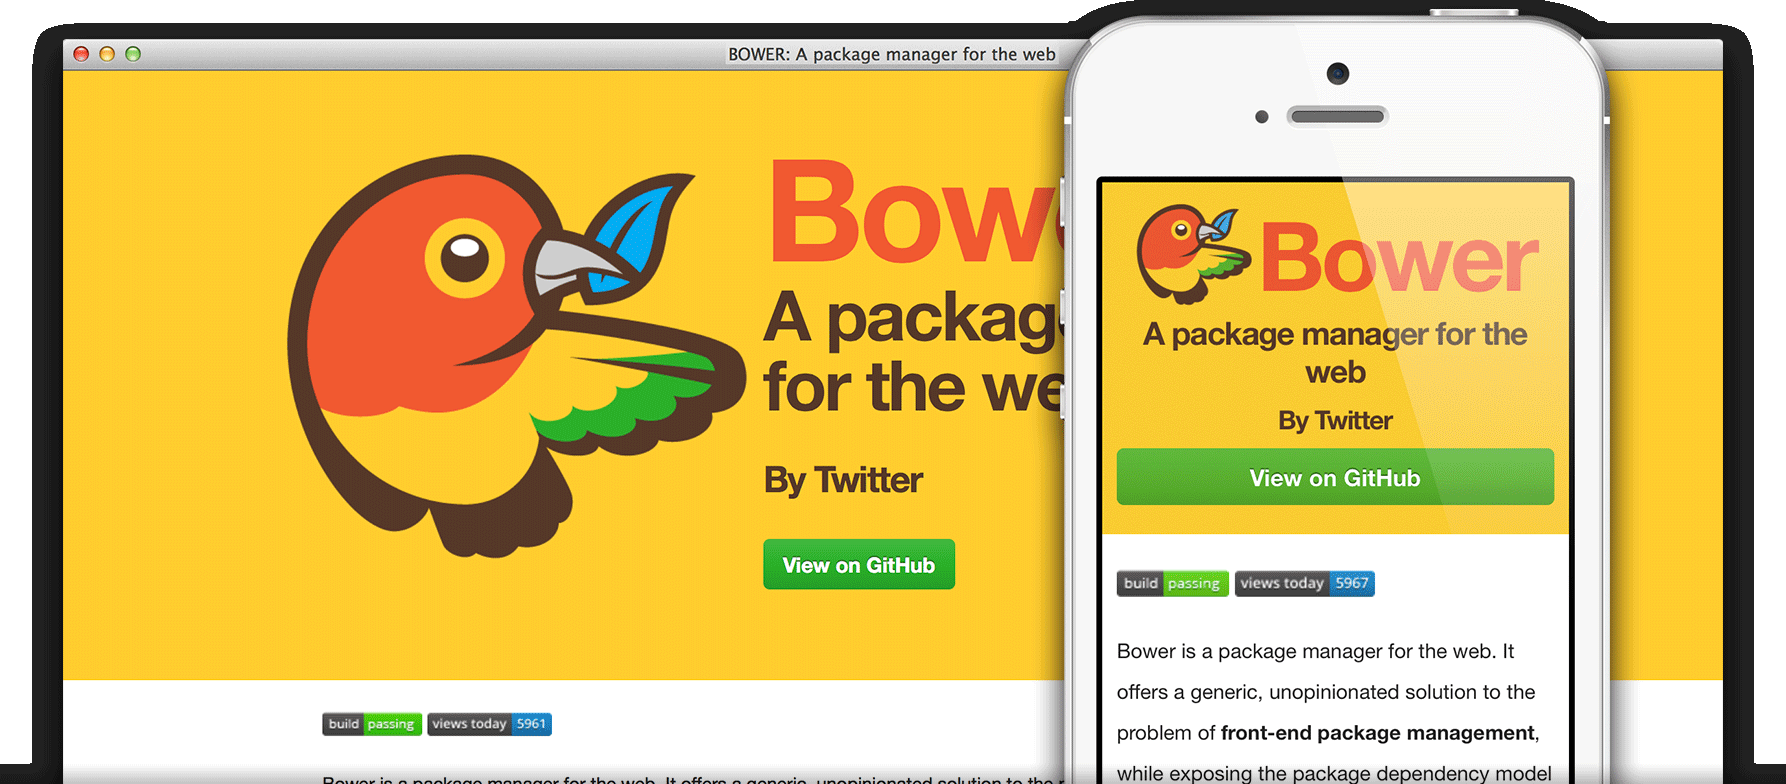 BOWER: A package manager for the web
Bow
A packag
for the we
By Twitter
View on GitHub
build passing views today 5961
Bower is a package manager for the web. It offers a generic, unopinionated solution to the
Bower
A package manager for the
web
By Twitter
View on GitHub
build passing views today 5967
Bower is a package manager for the web. It
offers a generic, unopinionated solution to the
problem of front-end package management,
while exposing the package dependency model